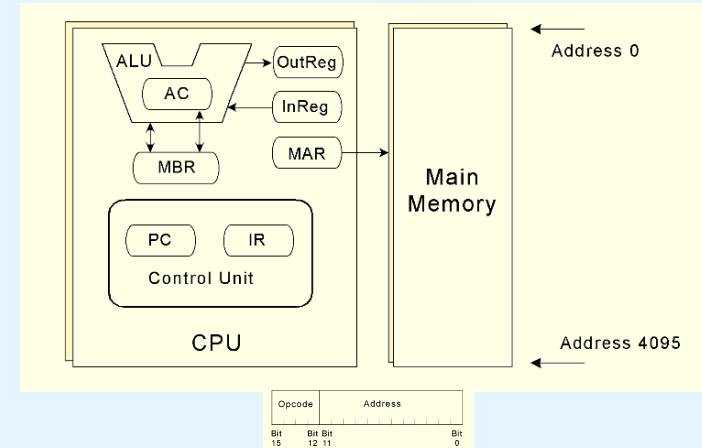 ALU
OutReg
Address 0
AC
InReg
MBR
MAR
Main
Memory
PC
IR
Control Unit
CPU
Address 4095
Opcode
Address
Bit Bit Bit Bit
15 12 11 0